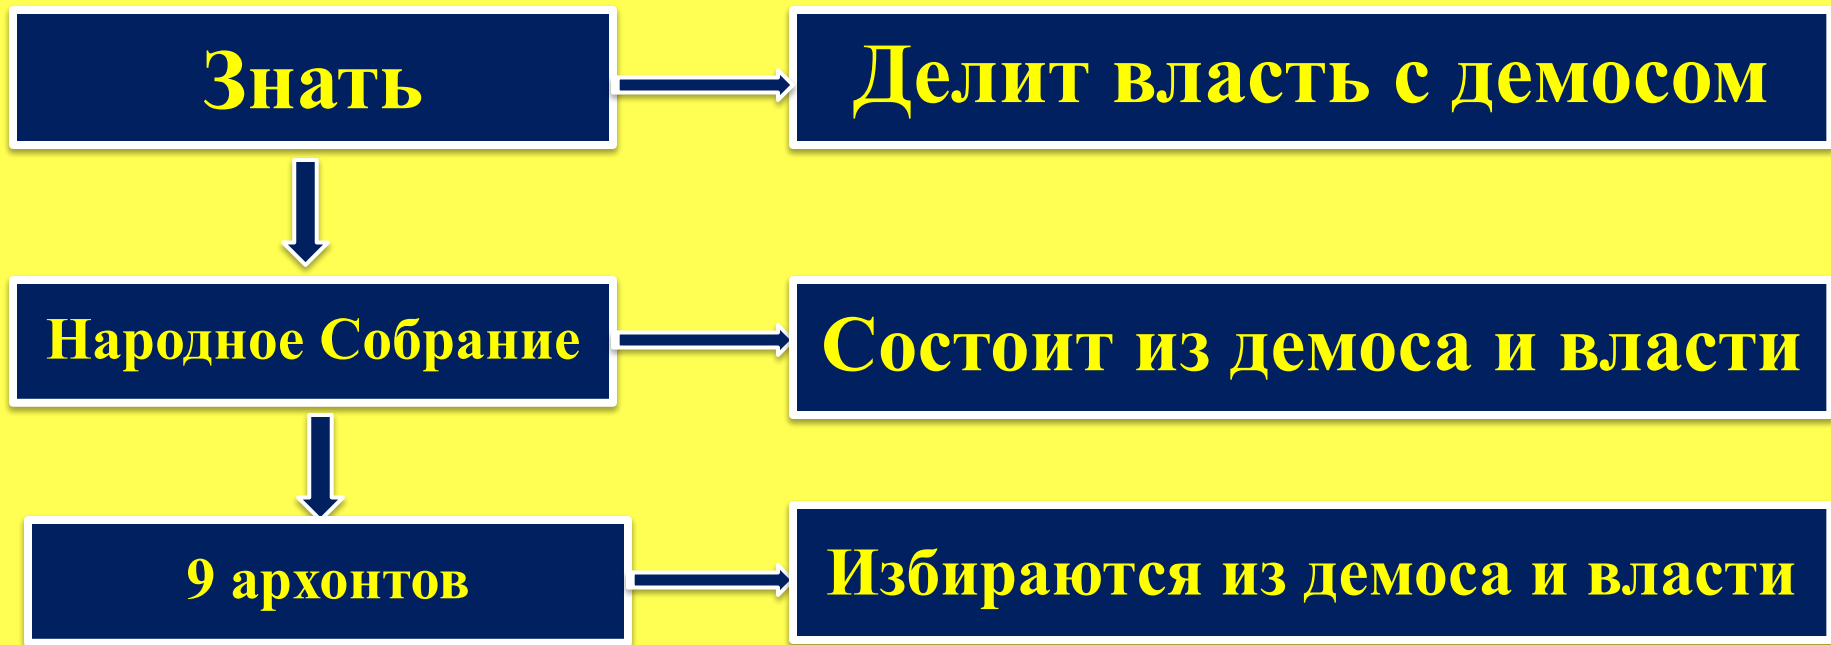 Знать
Делит власть с демосом
Народное Собрание
Состоит из демоса и власти
9 архонтов
Избираются из демоса и власти